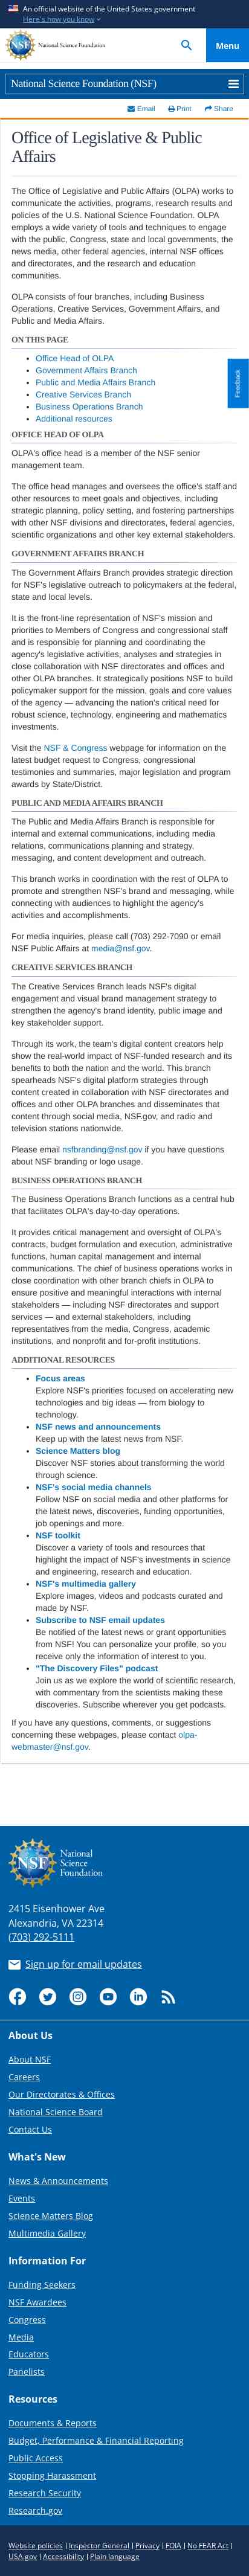 An official website of the United States government
Here's how you know
National Science Foundation
Menu
National Science Foundation (NSF)
Email Print Share
Office of Legislative & Public
Affairs
The Office of Legislative and Public Affairs (OLPA) works to
communicate the activities, programs, research results and
policies of the U.S. National Science Foundation. OLPA
employs a wide variety of tools and techniques to engage
with the public, Congress, state and local governments, the
news media, other federal agencies, internal NSF offices
and directorates, and the research and education
communities.
OLPA consists of four branches, including Business
Operations, Creative Services, Government Affairs, and
Public and Media Affairs.
Feedback
ON THIS PAGE
Office Head of OLPA
Government Affairs Branch
Public and Media Affairs Branch
Creative Services Branch
Business Operations Branch
Additional resources
OFFICE HEAD OF OLPA
OLPA's office head is a member of the NSF senior
management team.
The office head manages and oversees the office's staff and
other resources to meet goals and objectives, including
strategic planning, policy setting, and fostering partnerships
with other NSF divisions and directorates, other federal
agencies, scientific organizations and other key external stakeholders.
GOVERNMENT AFFAIRS BRANCH
The Government Affairs Branch provides strategic direction
for NSF's legislative outreach to policymakers at the federal,
state and local levels.
It is the front-line representation of NSF's mission and
priorities to Members of Congress and congressional staff
and is responsible for planning and coordinating the
agency's legislative activities, analyses and strategies in
close collaboration with NSF directorates and offices and
other OLPA branches. It strategically positions NSF to build
policymaker support for the mission, goals and core values
of the agency — advancing the nation's role in critical
research, technology, engineering and mathematics
investments.
Visit the NSF & Congress webpage for information on the
latest budget request to Congress, congressional
testimonies and summaries, major legislation and program
awards by State/District.
PUBLIC AND MEDIA AFFAIRS BRANCH
The Public and Media Affairs Branch is responsible for
internal and external communications, including media
relations, communications planning and strategy,
messaging, and content development and outreach.
This branch works in coordination with the rest of OLPA to
promote and strengthen NSF's brand and messaging, while
coordinating other activities that help showcase the
agency's activities to stakeholders and amplify its
accomplishments.
For media inquiries, please call (703) 292-7090 or email
NSF Public Affairs at media@nsf.gov.
CREATIVE SERVICES BRANCH
The Creative Services Branch leads NSF's digital
engagement and awareness management strategy to
strengthen the agency's overall brand, public image and
key stakeholder support.
Through its work, the team's digital content creators help
show the real-world impact of NSF-funded research and its
benefits to the nation and the world. This branch
spearheads NSF's digital strategies through content
creation in collaboration with other NSF directorates and
offices and other OLPA branches and disseminates that
content through social media, NSF.gov, and radio and
television stations nationwide.
Please email nsfbranding@nsf.gov if you have questions
about NSF branding or logo usage.
BUSINESS OPERATIONS BRANCH
The Business Operations Branch functions as a central hub
that facilitates OLPA's day-to-day operations.
It provides critical management and oversight of OLPA's
contracts, budget formulation and execution, administrative
functions, human capital management and internal
communications. It also serves as the office's backbone in
close coordination with other branch chiefs in OLPA to
ensure effective and meaningful interactions with internal
stakeholders — including NSF directorates and support
services — and with external stakeholders, including
representatives from the media, Congress, academic
institutions, and nonprofit and for-profit institutions.
ADDITIONAL RESOURCES
Focus areas
Explore NSF's priorities focused on accelerating new
technologies and big ideas — from biology to
technology.
NSF news and announcements
Keep up with the latest news from NSF.
Science Matters blog
Discover NSF stories about transforming the world
through science.
NSF's social media channels
Follow NSF on social media and other platforms for
the latest news, discoveries, funding opportunities,
job openings and more.
NSF toolkit
Discover a variety of tools and resources that
highlight the impact of NSF's investments in science
and engineering, research, and education.
NSF's multimedia gallery
Explore images, videos and podcasts curated and
made by NSF.
Subscribe to NSF email updates
Be notified of the latest news or grant opportunities
from NSF! You can personalize your profile, so that
you only get the content you're most interested to.
"The Discovery Files" podcast
Join us as we explore the world of scientific research,
with commentary from the scientists making the
discoveries. Subscribe wherever you get podcasts.
If you have any questions, comments, or suggestions
concerning these webpages, please contact olpa-
webmaster@nsf.gov.
NSF
National
Science
Foundation
2415 Eisenhower Ave
Alexandria, VA 22314
(703) 292-5111
Sign up for email updates
About Us
About NSF
Careers
Our Directorates & Offices
National Science Board
Contact Us
What's New
News & Announcements
Events
Science Matters Blog
Multimedia Gallery
Information For
Funding Seekers
NSF Awardees
Congress
Media
Educators
Panelists
Resources
Documents & Reports
Budget, Performance & Financial Reporting
Public Access
Stopping Harassment
Research Security
Research.gov
Website policies | Inspector General | Privacy | FOIA | No FEAR Act |
USA.gov | Accessibility | Plain language